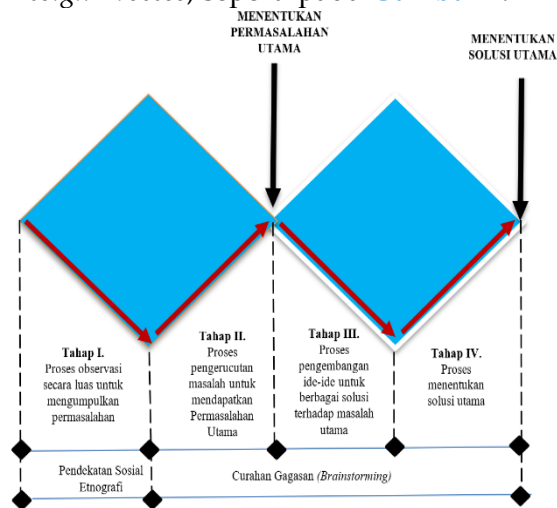 MENENTUKAN
PERMASALAHAN
UTAMA
MENENTUKAN
SOLUSI UTAMA
Tahap I.
Proses observasi
secara luas untuk
mengumpulkan
permasalahan
Tahap II.
Proses
pengerucutan
masalah untuk
mendapatkan
Permasalahan
Utama
Tahap III.
Proses
pengembangan
ide-ide untuk
berbagai solusi
terhadap masalah
utama
Tahap IV.
Proses
menentukan
solusi utama
Pendekatan Sosial
Etnografi
Curahan Gagasan (Brainstorming)